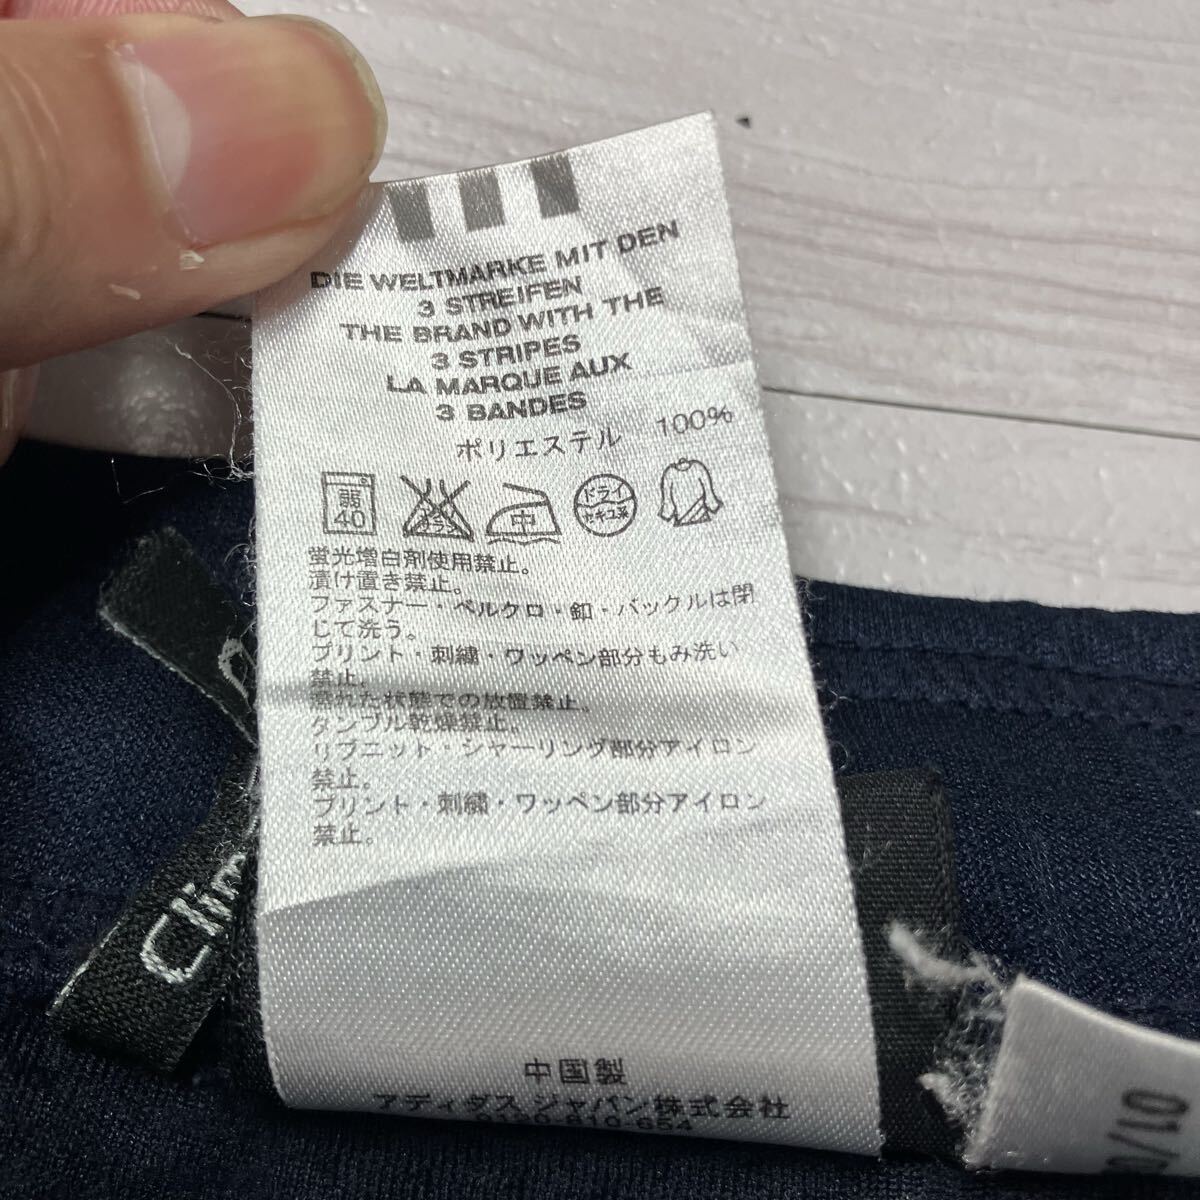 DIE WELTMARKE MIT DEN
3 STREIFEN
THE BRAND WITH THE
3 STRIPES
LA MARQUE AUX
3 BANDES
ポリエステル 100%
弱
40
中
ドライ
蛍光増白剤使用禁止。
漬け置き禁止。
ファスナー・ベルクロ・釦・バックルは閉
じて洗う。
プリント・刺繍・ワッペン部分もみ洗い
禁止。
濡れた状態での放置禁止。
タンブル乾燥禁止。
リブニット・シャーリング部分アイロン
禁止。
プリント・刺繍・ワッペン部分アイロン
禁止。
中国製
アディダス ジャパン株式会社
0120-810-654
Clim